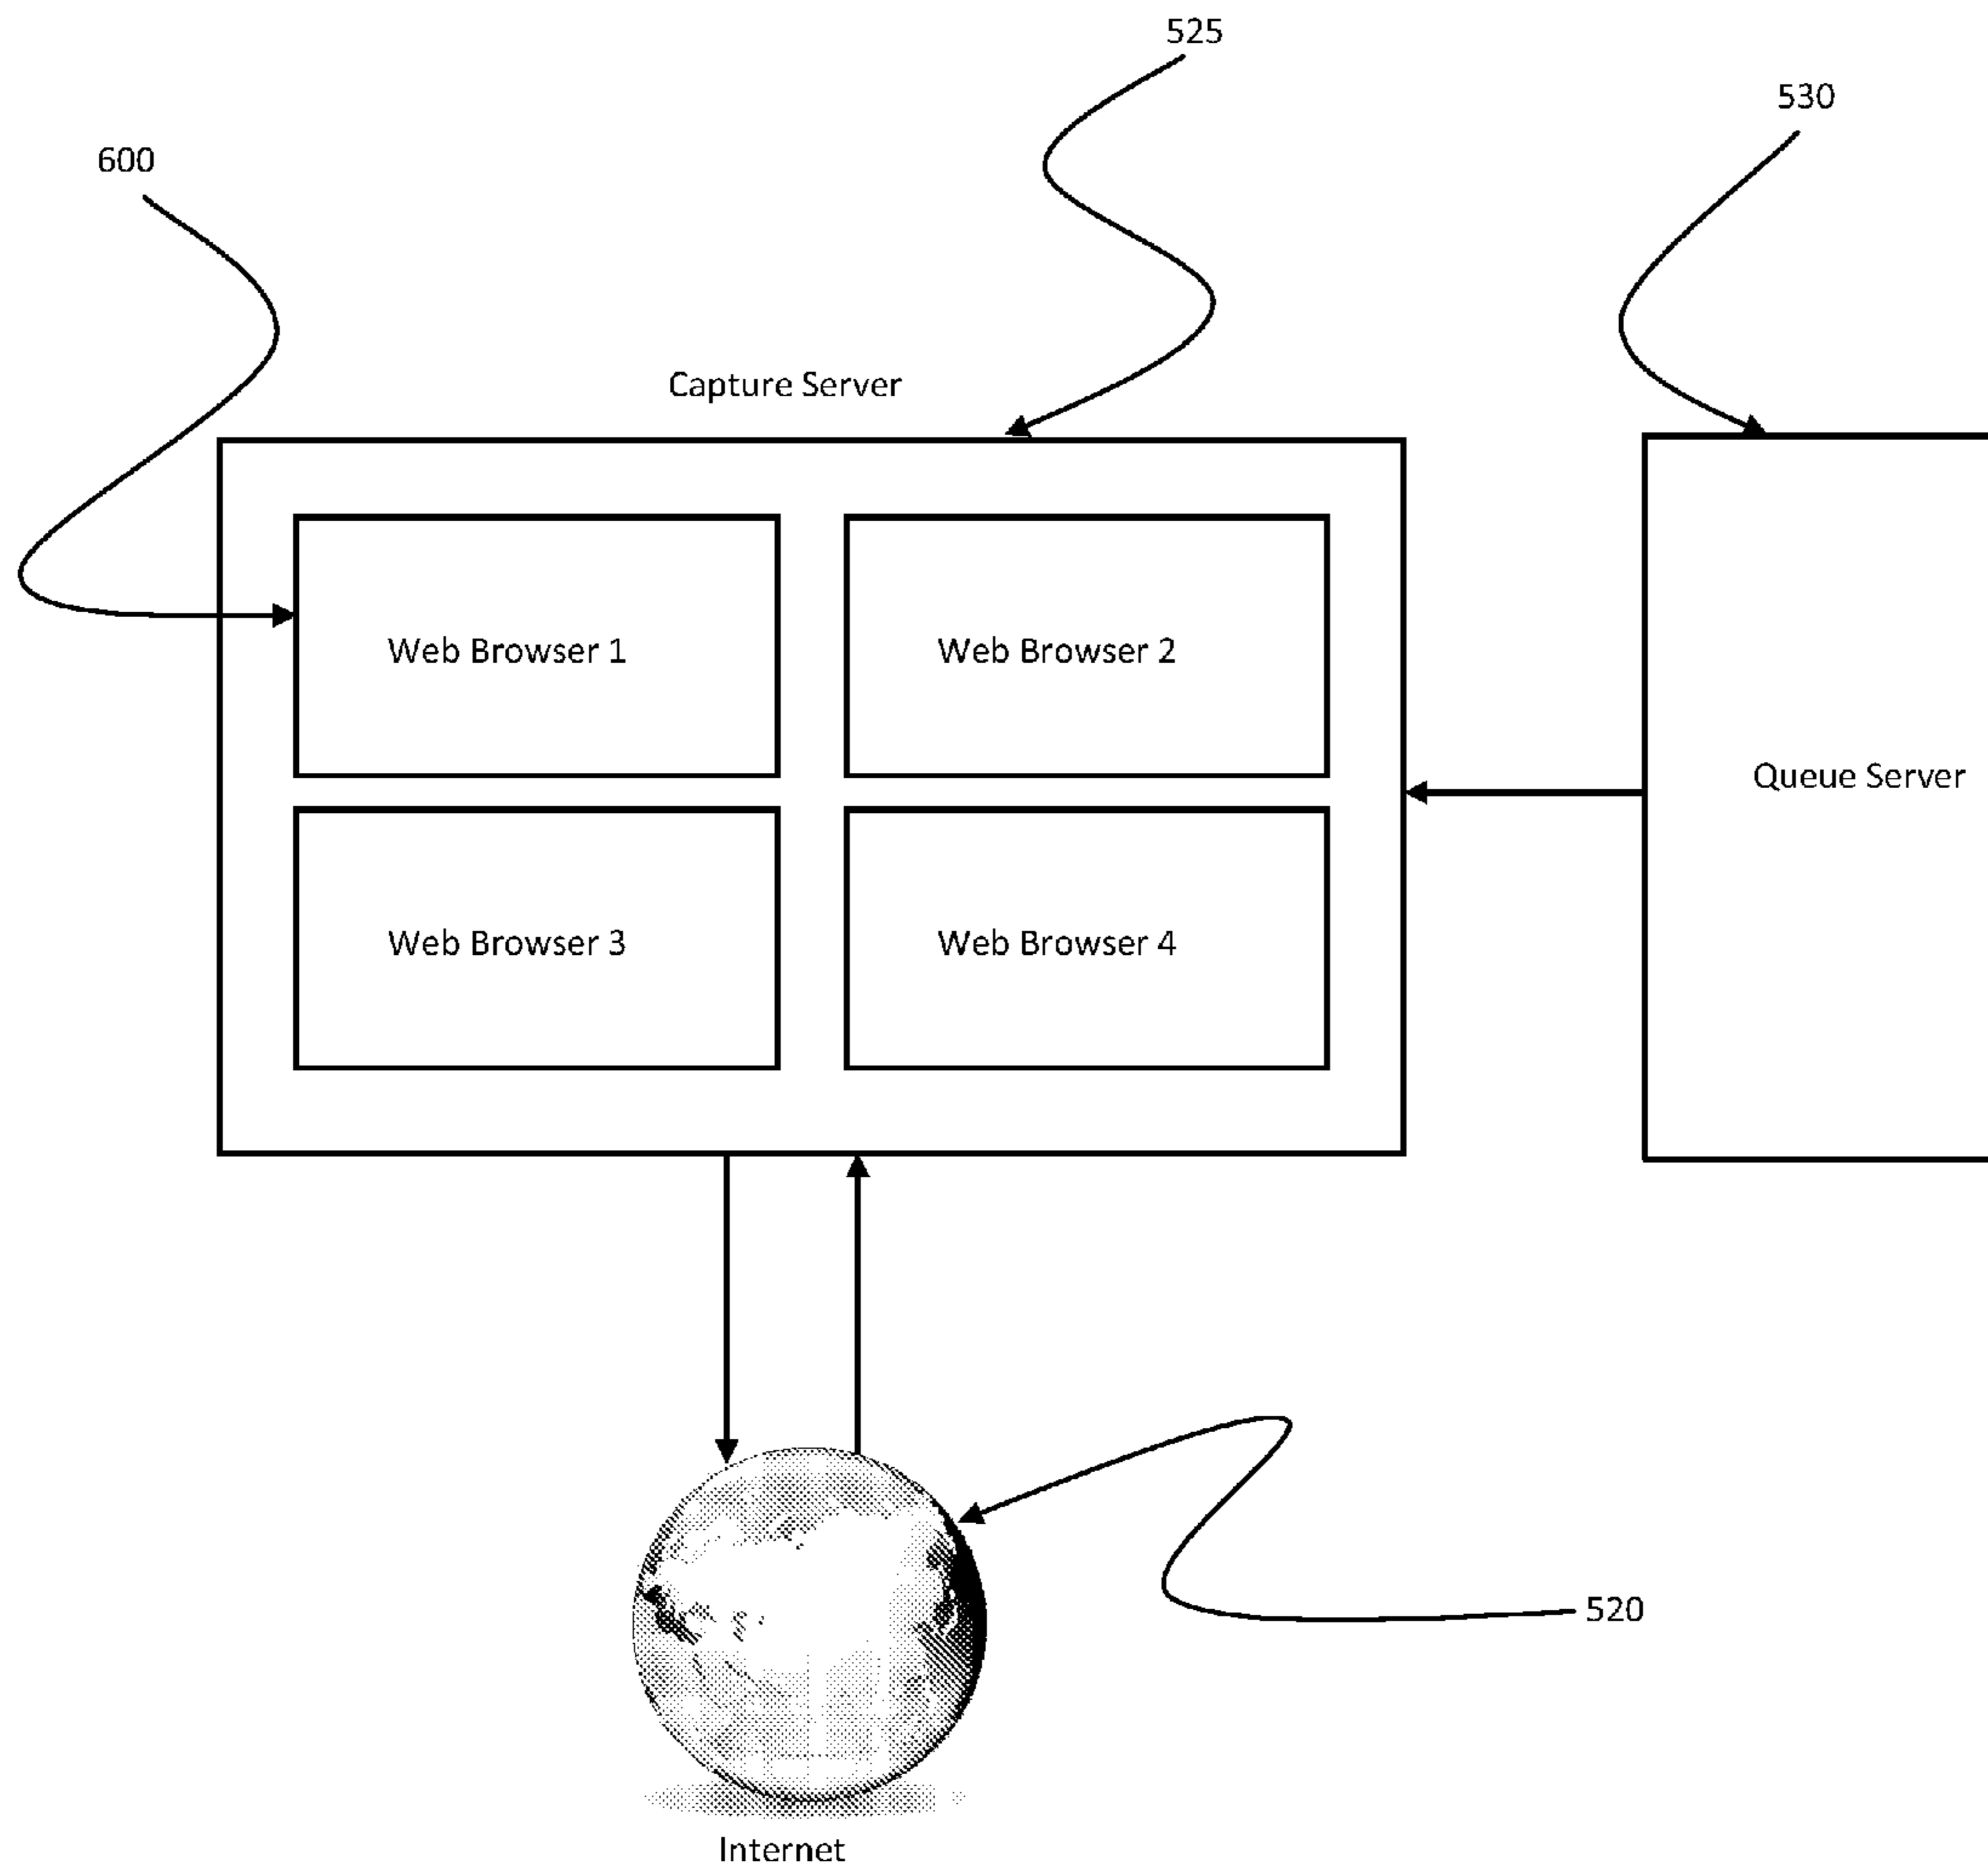 525
530
600
Capture Server
Web Browser 1
Web Browser 2
Queue Server
Web Browser 3
Web Browser 4
520
Internet